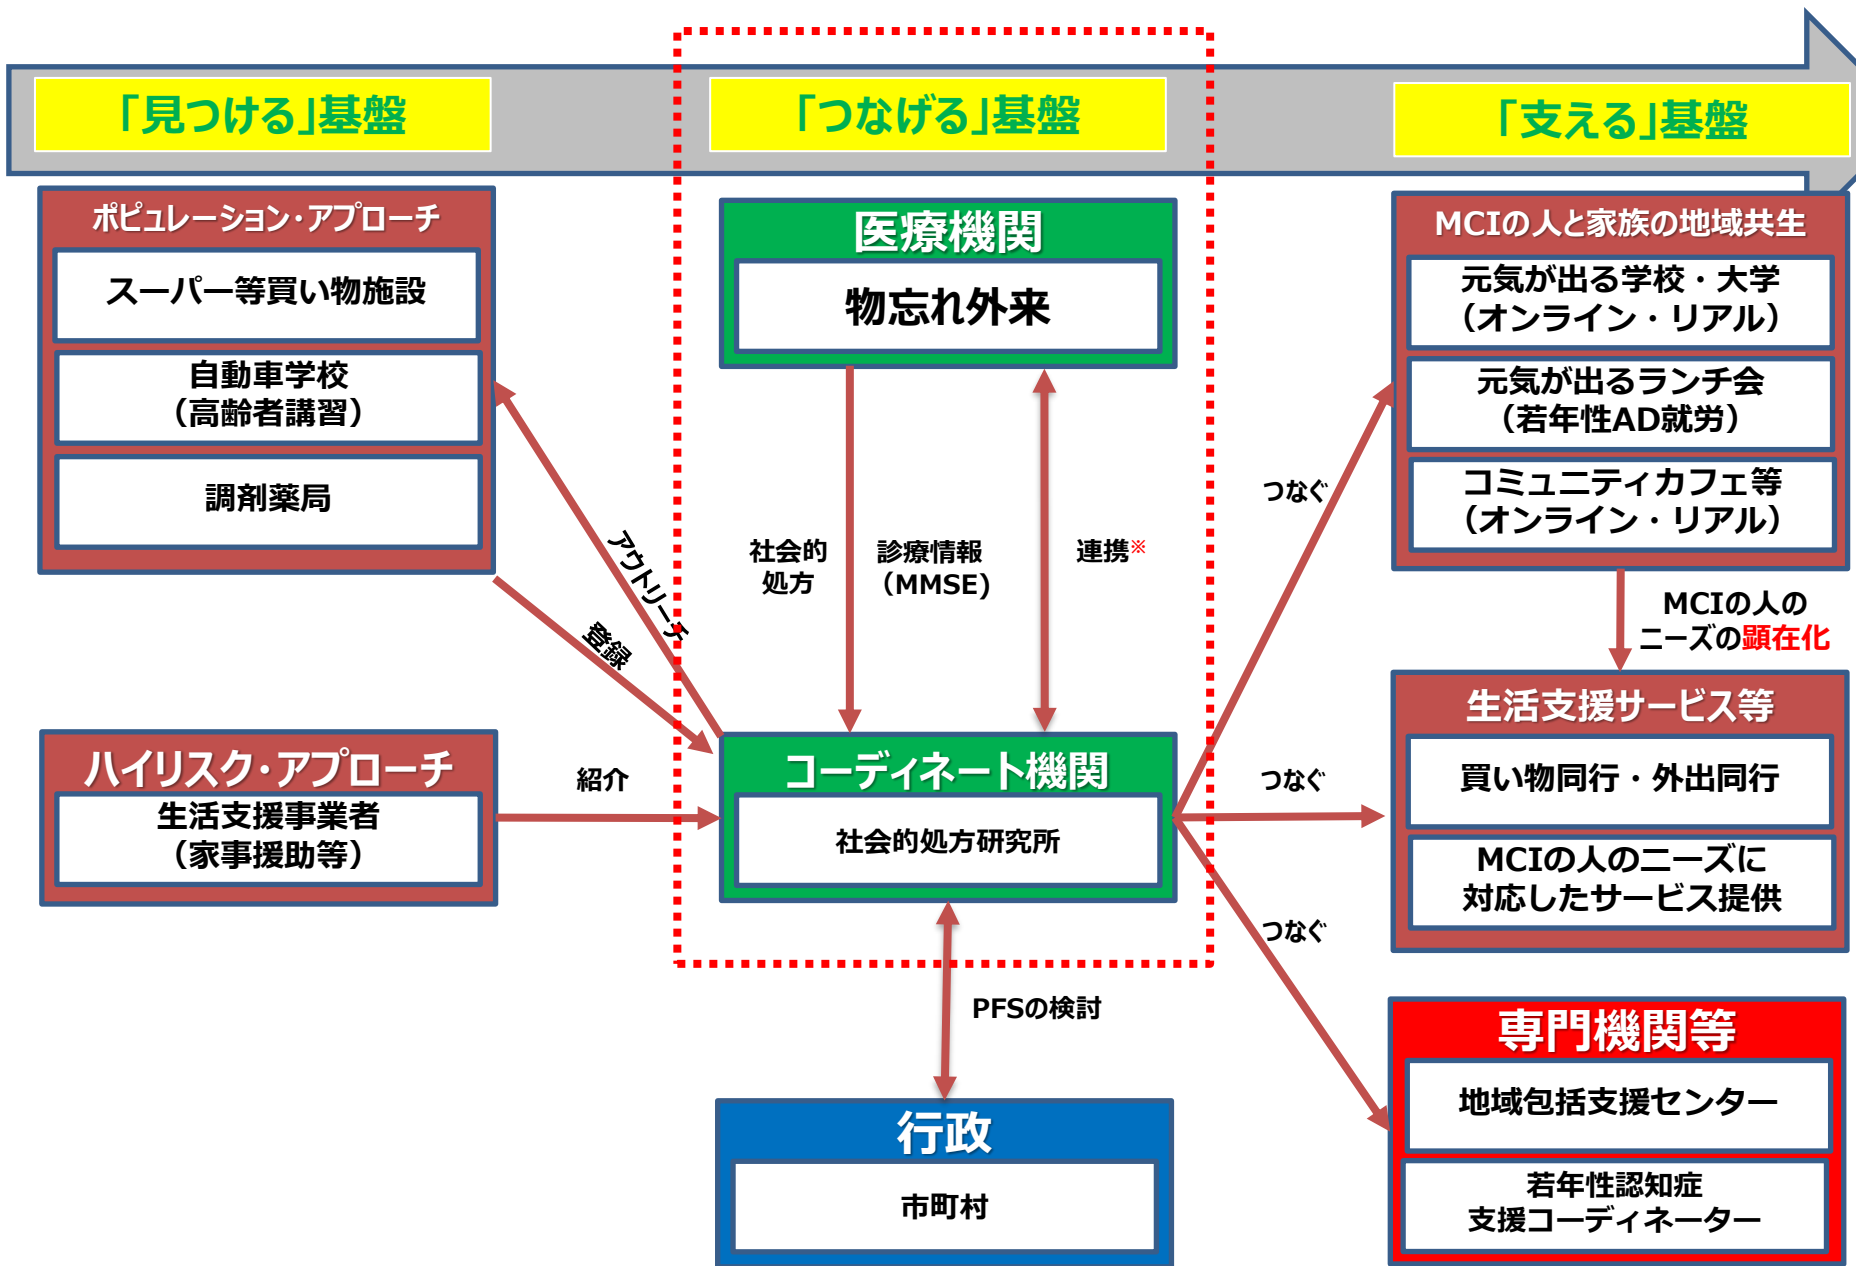 「見つける」基盤
「つなげる」基盤
「支える」基盤
ポピュレーション・アプローチ
スーパー等買い物施設
自動車学校
（高齢者講習）
調剤薬局
ハイリスク・アプローチ
生活支援事業者
（家事援助等）
アウトリーチ
登録
紹介
医療機関
物忘れ外来
社会的
処方
診療情報
（MMSE）
連携※
コーディネート機関
社会的処方研究所
PFSの検討
行政
市町村
つなぐ
つなぐ
つなぐ
MCIの人と家族の地域共生
元気が出る学校・大学
（オンライン・リアル）
元気が出るランチ会
（若年性AD就労）
コミュニティカフェ等
（オンライン・リアル）
MCIの人の
ニーズの顕在化
生活支援サービス等
買い物同行・外出同行
MCIの人のニーズに
対応したサービス提供
専門機関等
地域包括支援センター
若年性認知症
支援コーディネーター